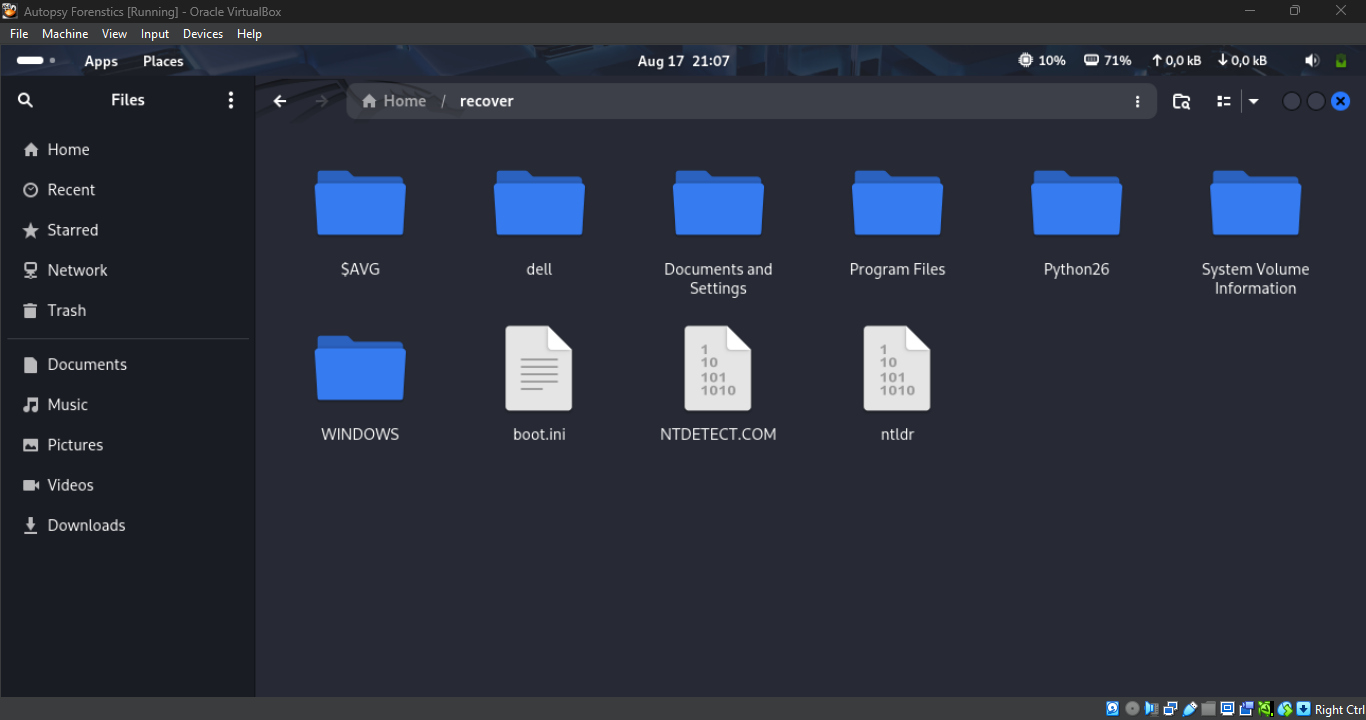 Autopsy Forenstics [Running] - Oracle VirtualBox
File Machine View Input Devices Help
Apps Places Aug 17 21:07 10% 71% 0,0 kB 0,0 kB
Files Home / recover
Home
Recent
Starred
Network
Trash
Documents
Music
Pictures
Videos
Downloads
$AVG dell Documents and Program Files Python26 System Volume
Settings Information
1 1
10 10
101 101
1010 1010
WINDOWS boot.ini NTDETECT.COM ntldr
Right Ctrl